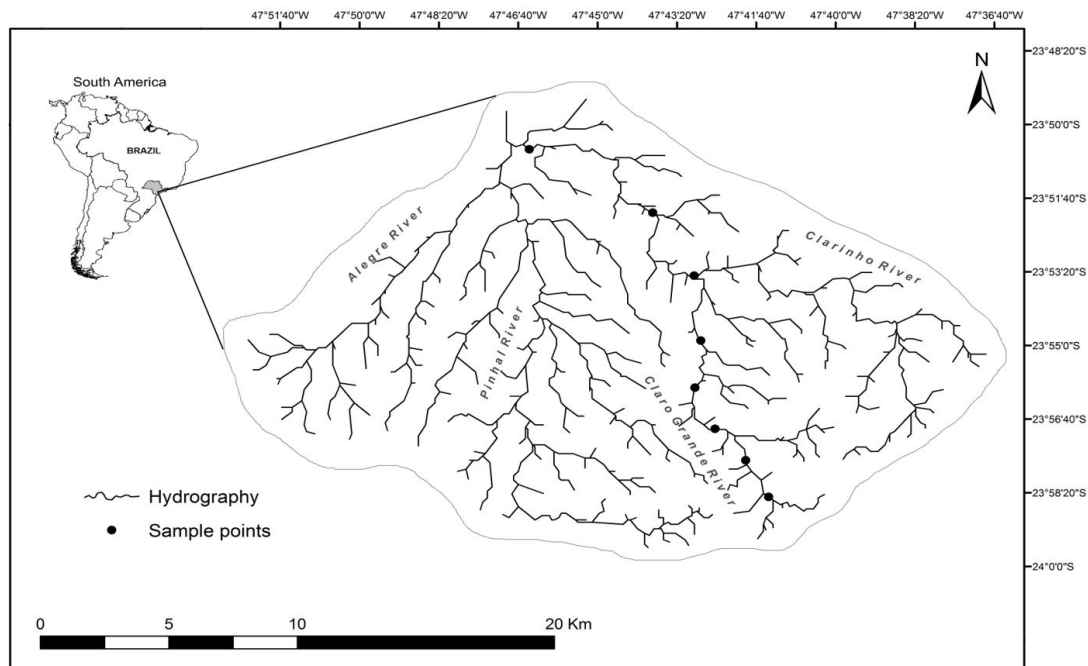 47°51'40"W 47°50'0"W 47°48'20"W 47°46'40"W 47°45'0"W 47°43'20"W 47°41'40"W 47°40'0"W 47°38'20"W 47°36'40"W
23°48'20"S
N
South America
BRAZIL
23°50'0"S
23°51'40"S
Alegre River
Clarinho River
23°53'20"S
Pinhal River
23°55'0"S
Claro Grande River
23°56'40"S
Hydrography
23°58'20"S
Sample points
24°0'0"S
0 5 10 20 Km